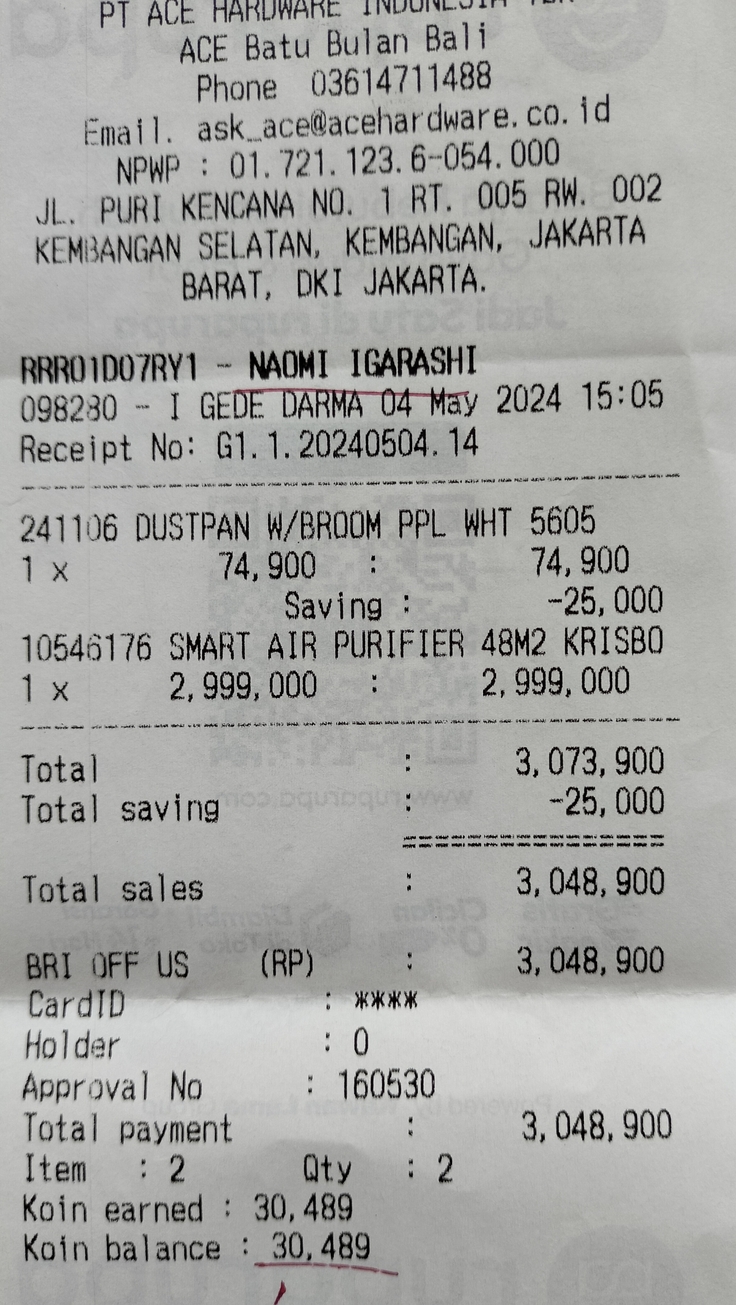 PT ACE HARDWARE INDONESIA
ACE Batu Bulan Bali
Phone 03614711488
Email. ask_ace@acehardware.co.id
NPWP : 01.721.123.6-054.000
JL. PURI KENCANA NO. 1 RT. 005 RW. 002
KEMBANGAN SELATAN, KEMBANGAN, JAKARTA
BARAT, DKI JAKARTA.
RRR01D07RY1 - NAOMI IGARASHI
098280 - I GEDE DARMA 04 May 2024 15:05
Receipt No: G1.1.20240504.14
241106 DUSTPAN W/BROOM PPL WHT 5605
1 x 74,900 : 74,900
Saving : -25,000
10546176 SMART AIR PURIFIER 48M2 KRISBO
1 x 2,999,000 : 2,999,000
Total : 3,073,900
Total saving : -25,000
Total sales : 3,048,900
BRI OFF US (RP) : 3,048,900
CardID : ****
Holder : 0
Approval No : 160530
Total payment : 3,048,900
Item : 2 Qty : 2
Koin earned : 30,489
Koin balance : 30,489